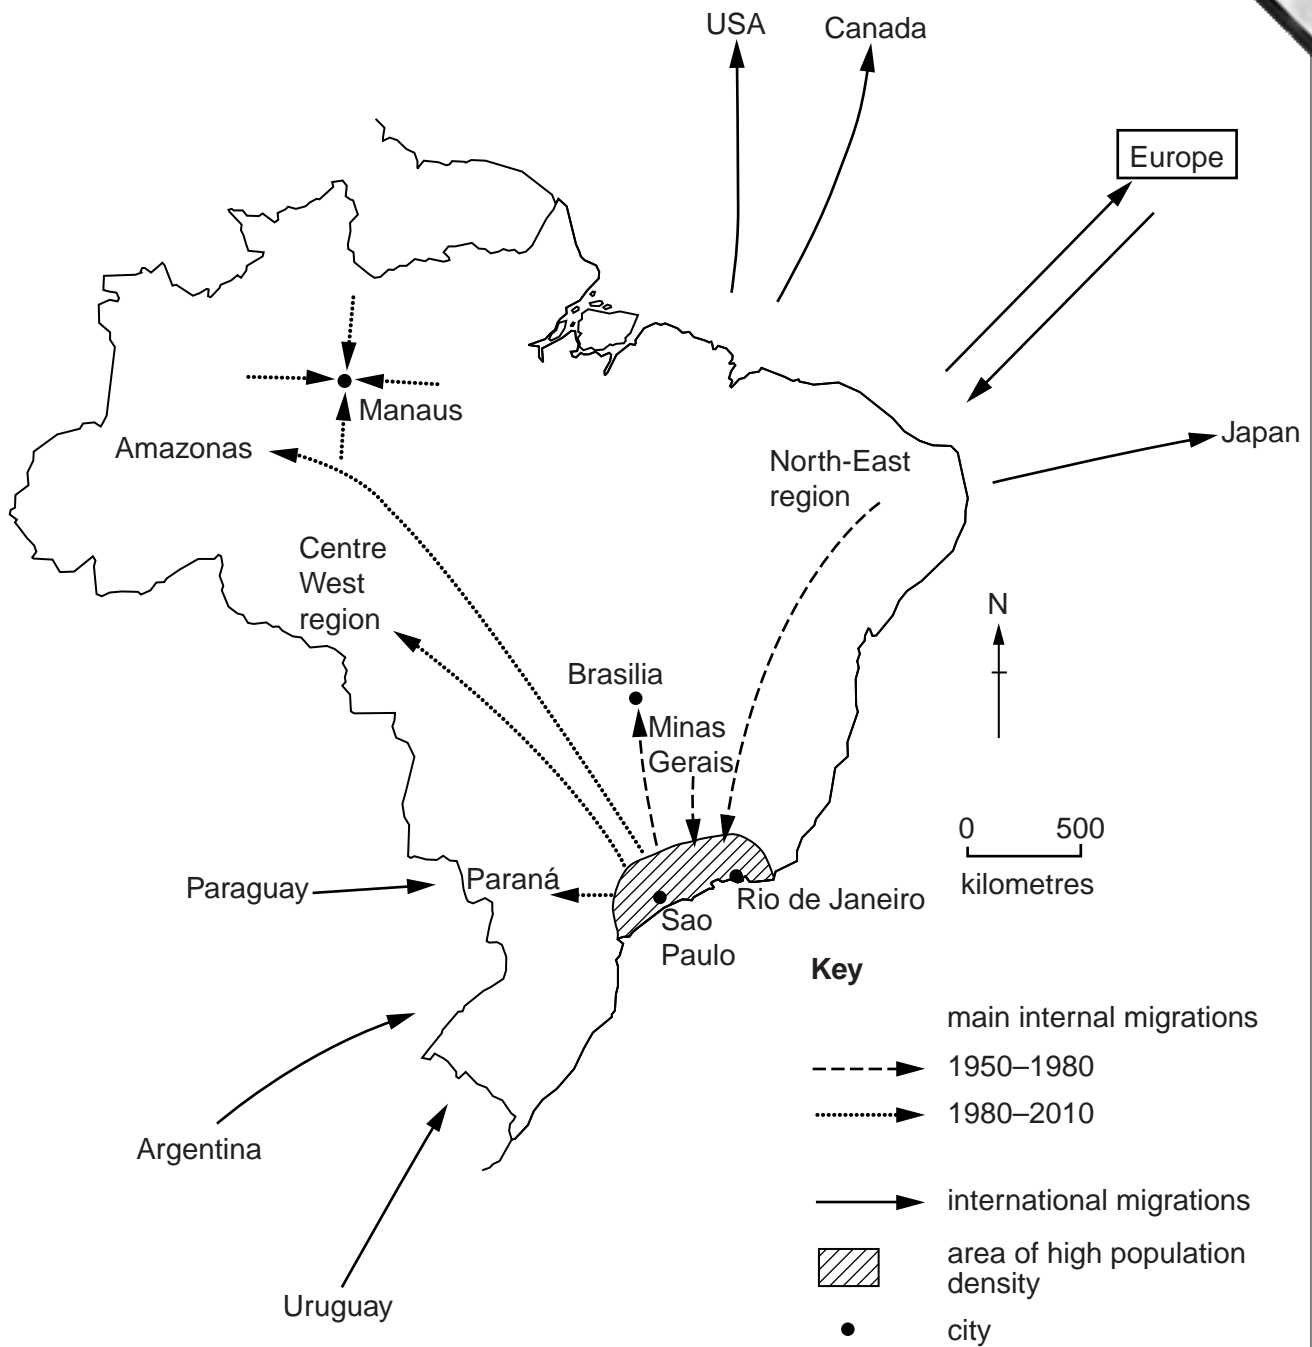 USA
Canada
Europe
Manaus
Amazonas
Japan
North-East
region
Centre
West
region
N
Brasilia
Minas
Gerais
0 500
kilometres
Paraguay
Paraná
Rio de Janeiro
Sao
Paulo
Argentina
Uruguay
Key
main internal migrations
1950–1980
1980–2010
international migrations
area of high population
density
city